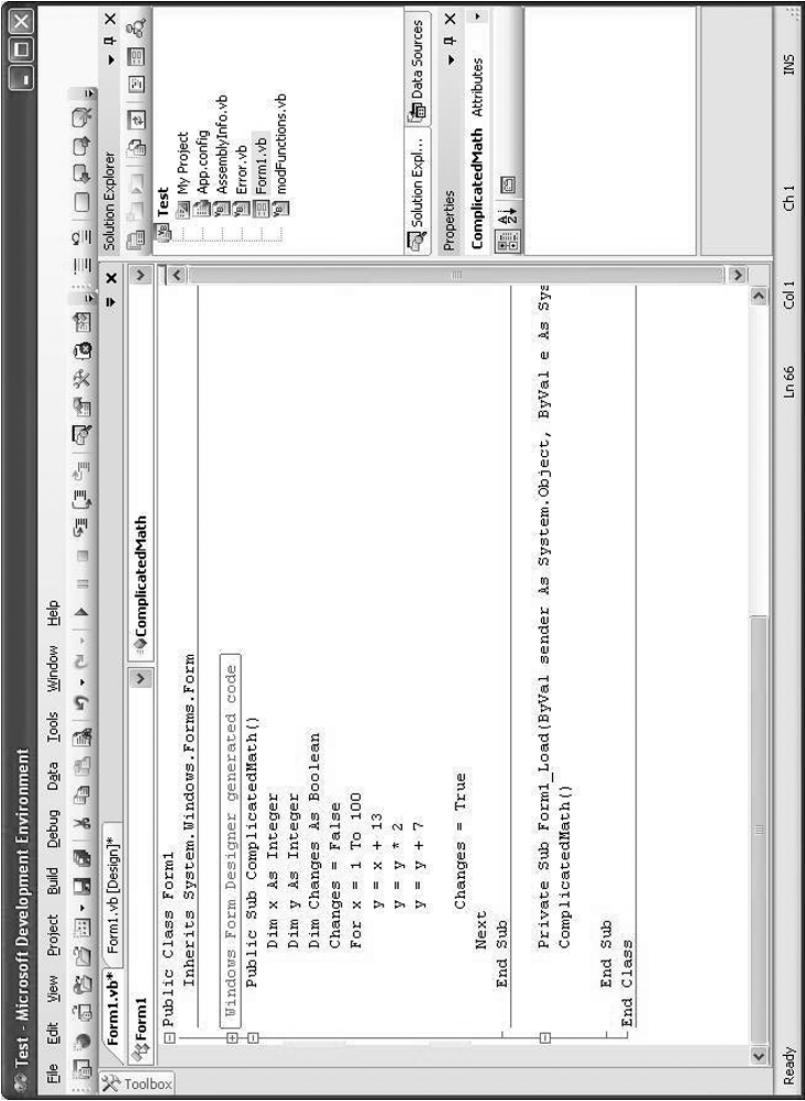 Test - Microsoft Development Environment
File Edit View Project Build Debug Data Tools Window Help
Form1.vb* Form1.vb [Design]*
Toolbox
Form1
ComplicatedMath
Public Class Form1
Inherits System.Windows.Forms.Form
Windows Form Designer generated code
Public Sub ComplicatedMath()
Dim x As Integer
Dim y As Integer
Dim Changes As Boolean
Changes = False
For x = 1 To 100
y = x + 13
y = y * 2
y = y + 7
Changes = True
Next
End Sub
Private Sub Form1_Load(ByVal sender As System.Object, ByVal e As Sys
ComplicatedMath()
End Sub
End Class
Solution Explorer
Test
My Project
App.config
AssemblyInfo.vb
Error.vb
Form1.vb
modFunctions.vb
Solution Expl... Data Sources
Properties
ComplicatedMath Attributes
Ready Ln 66 Col 1 Ch 1 INS